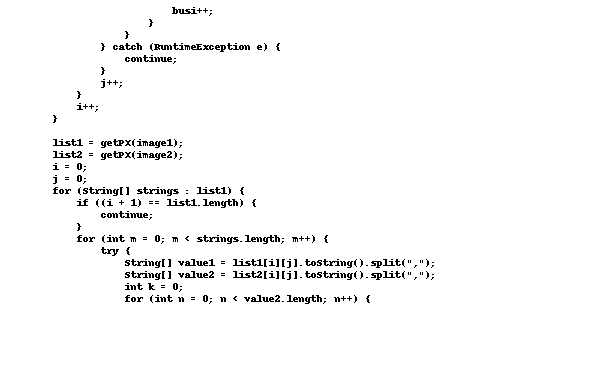 busi++;
}
}
} catch (RuntimeException e) {
continue;
}
j++;
}
i++;
}
list1 = getPX(image1);
list2 = getPX(image2);
i = 0;
j = 0;
for (String[] strings : list1) {
if ((i + 1) == list1.length) {
continue;
}
for (int m = 0; m < strings.length; m++) {
try {
String[] value1 = list1[i][j].toString().split(",");
String[] value2 = list2[i][j].toString().split(",");
int k = 0;
for (int n = 0; n < value2.length; n++) {